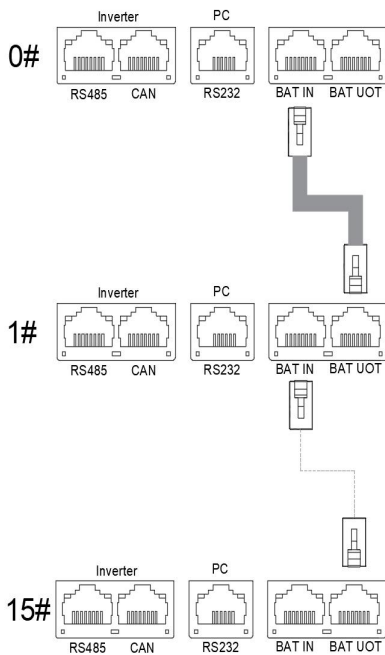 Inverter PC
0#
RS485 CAN RS232 BAT IN BAT UOT
Inverter PC
1#
RS485 CAN RS232 BAT IN BAT UOT
Inverter PC
15#
RS485 CAN RS232 BAT IN BAT UOT